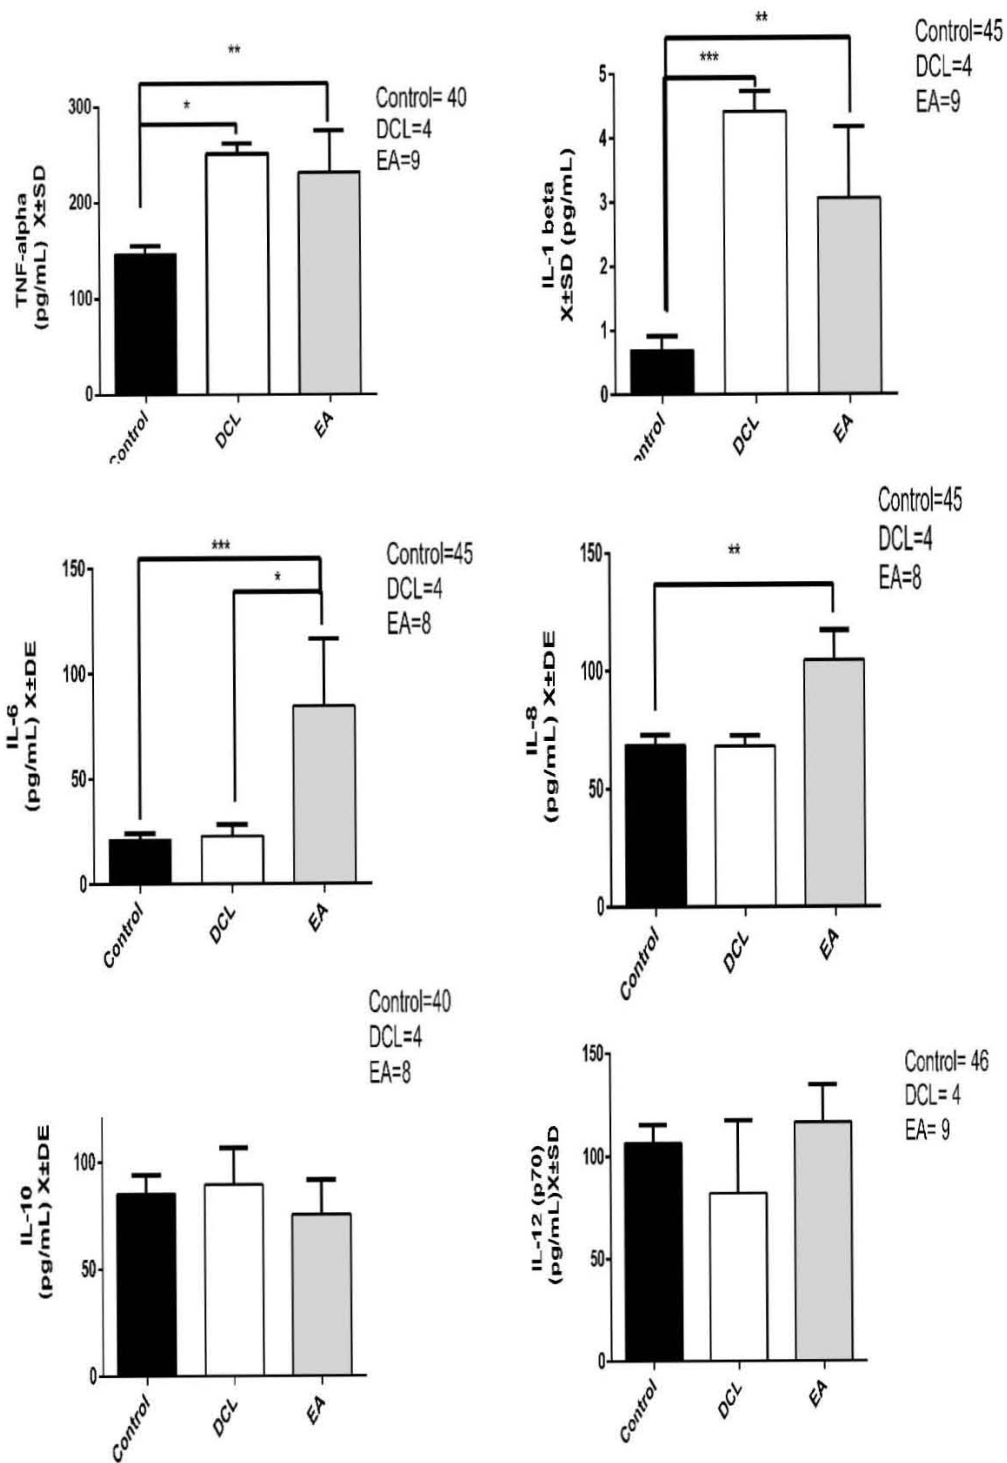 **
*
Control= 40
DCL=4
EA=9
300
200
100
0
TNF-alpha
(pg/mL) X±SD
Control
DCL
EA
**
***
Control=45
DCL=4
EA=9
5
4
3
2
1
0
IL-1 beta
X±SD (pg/mL)
ontrol
DCL
EA
***
*
Control=45
DCL=4
EA=8
150
100
50
0
IL-6
(pg/mL) X±DE
Control
DCL
EA
**
Control=45
DCL=4
EA=8
150
100
50
0
IL-8
(pg/mL) X±DE
Control
DCL
EA
Control=40
DCL=4
EA=8
100
50
0
IL-10
(pg/mL) X±DE
Control
DCL
EA
Control= 46
DCL= 4
EA= 9
150
100
50
0
IL-12 (p70)
(pg/mL)X±SD
Control
DCL
EA